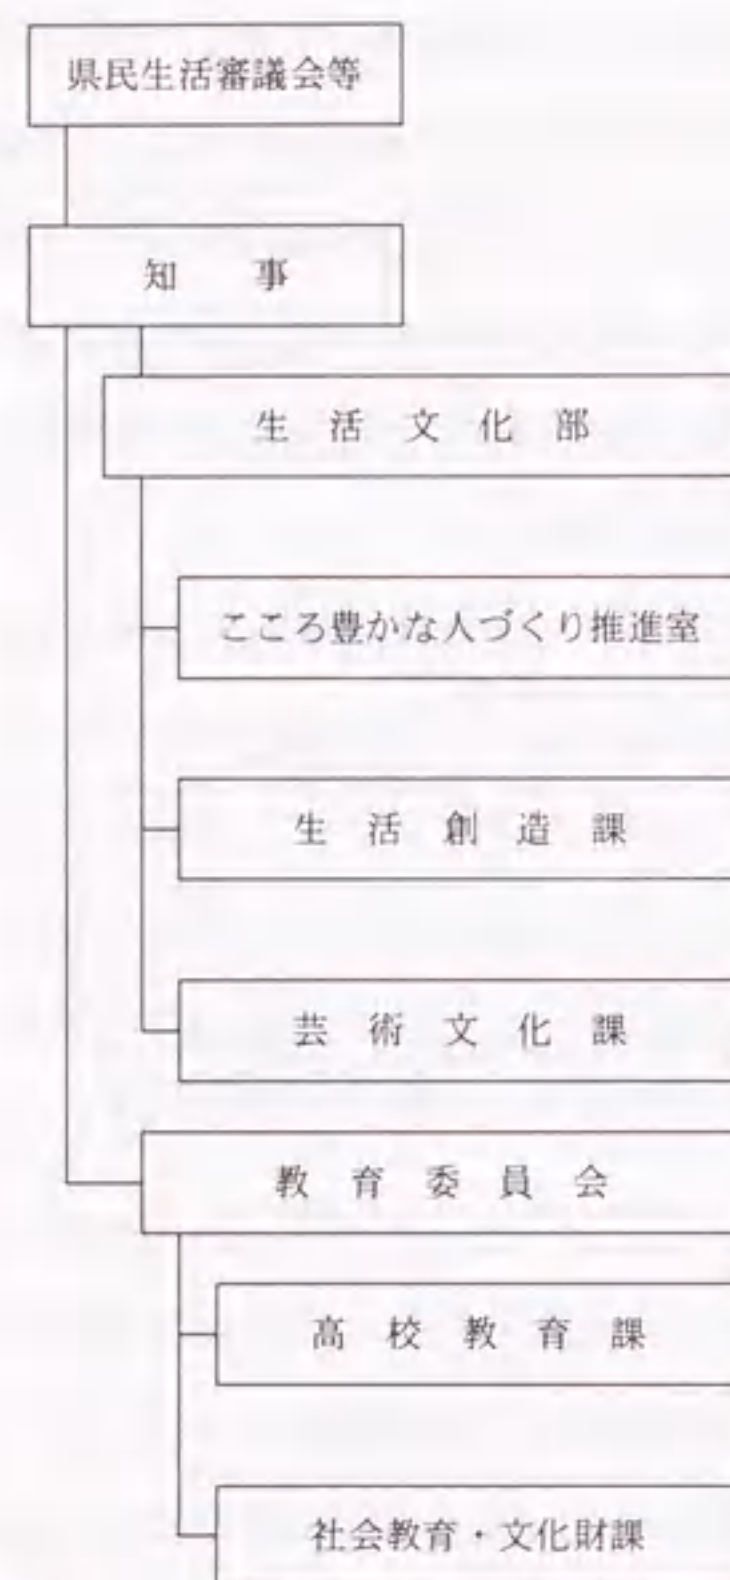 県民生活審議会等
知事
生活文化部
こころ豊かな人づくり推進室
生活創造課
芸術文化課
教育委員会
高校教育課
社会教育・文化財課